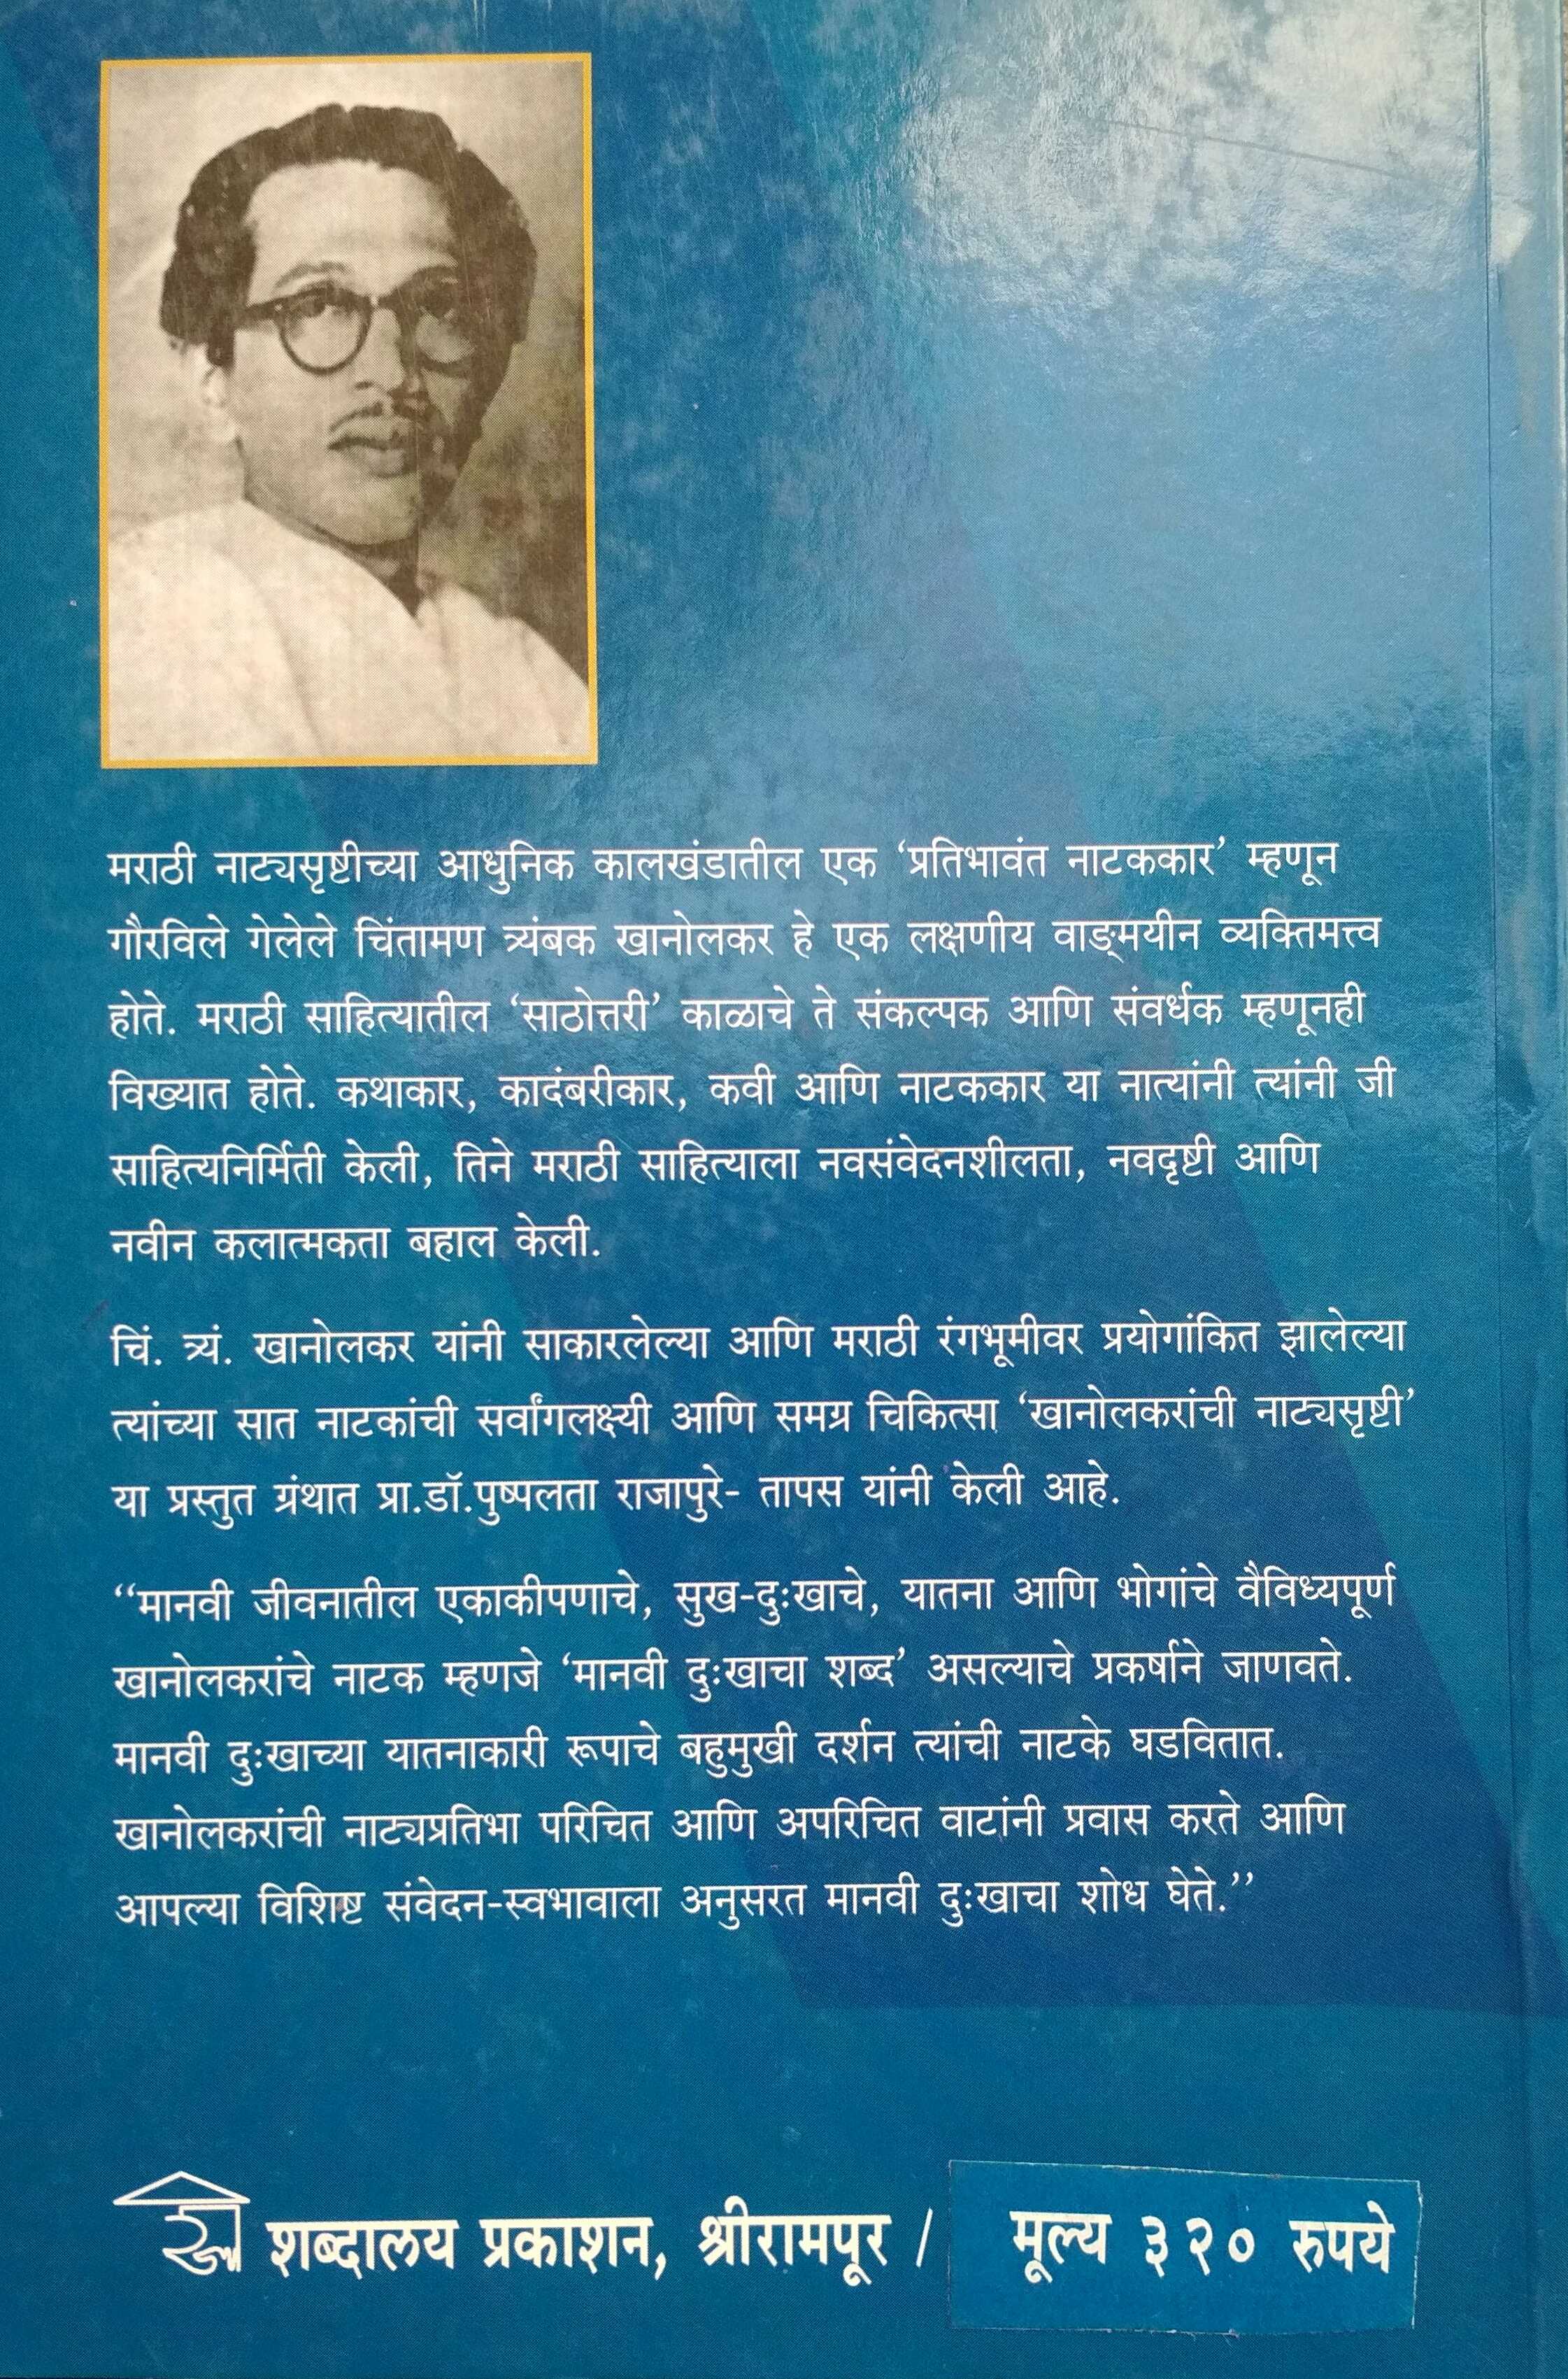 मराठी नाट्यसृष्टीच्या आधुनिक कालखंडातील एक ‘प्रतिभावंत नाटककार’ म्हणून
गौरविले गेलेले चिंतामण त्र्यंबक खानोलकर हे एक लक्षणीय वाङ्‌मयीन व्यक्तिमत्त्व
होते. मराठी साहित्यातील ‘साठोत्तरी’ काळाचे ते संकल्पक आणि संवर्धक म्हणूनही
विख्यात होते. कथाकार, कादंबरीकार, कवी आणि नाटककार या नात्यांनी त्यांनी जी
साहित्यनिर्मिती केली, तिने मराठी साहित्याला नवसंवेदनशीलता, नवदृष्टी आणि
नवीन कलात्मकता बहाल केली.
चिं. त्र्यं. खानोलकर यांनी साकारलेल्या आणि मराठी रंगभूमीवर प्रयोगांकित झालेल्या
त्यांच्या सात नाटकांची सर्वांगलक्ष्यी आणि समग्र चिकित्सा ‘खानोलकरांची नाट्यसृष्टी’
या प्रस्तुत ग्रंथात प्रा.डॉ.पुष्पलता राजापुरे- तापस यांनी केली आहे.
“मानवी जीवनातील एकाकीपणाचे, सुख-दुःखाचे, यातना आणि भोगांचे वैविध्यपूर्ण
खानोलकरांचे नाटक म्हणजे ‘मानवी दुःखाचा शब्द’ असल्याचे प्रकर्षाने जाणवते.
मानवी दुःखाच्या यातनाकारी रूपाचे बहुमुखी दर्शन त्यांची नाटके घडवितात.
खानोलकरांची नाट्यप्रतिभा परिचित आणि अपरिचित वाटांनी प्रवास करते आणि
आपल्या विशिष्ट संवेदन-स्वभावाला अनुसरत मानवी दुःखाचा शोध घेते.”
शब्दालय प्रकाशन, श्रीरामपूर / मूल्य ३२० रुपये